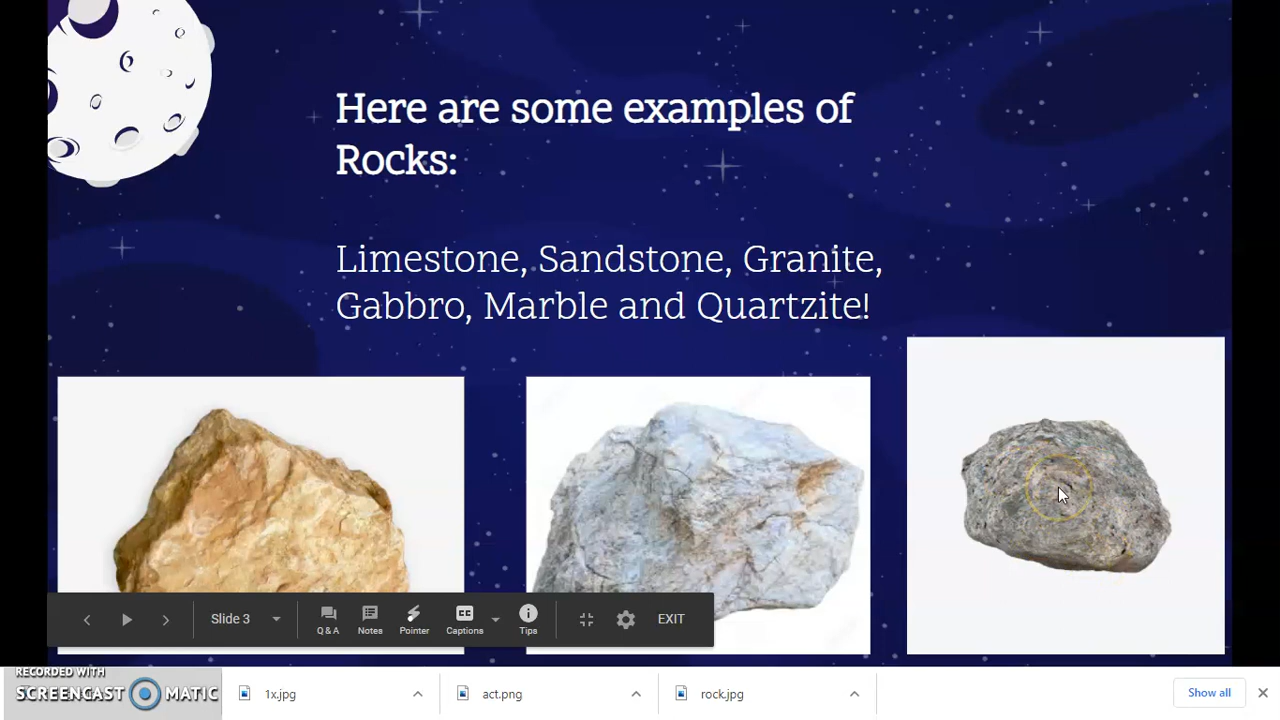 Here are some examples of
Rocks:
Limestone, Sandstone, Granite,
Gabbro, Marble and Quartzite!
Slide 3
Q & A
Notes
Pointer
CC
Captions
Tips
EXIT
RECORDED WITH
SCREENCAST MATIC
1x.jpg
act.png
rock.jpg
Show all